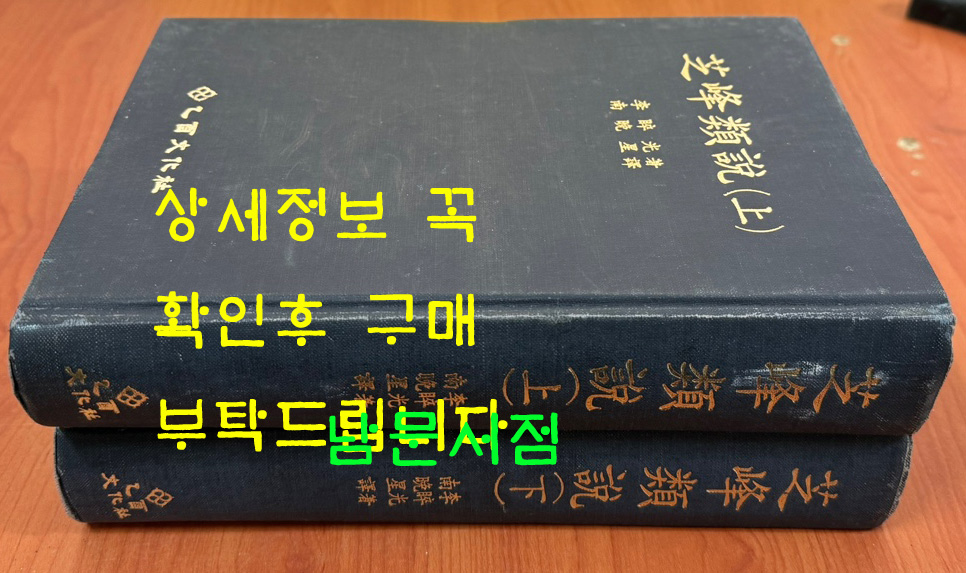 芝峰類說(上)
李睟光 著
南晩星 譯
乙酉文化社
상세정보 꼭
확인후 구매
부탁드립니다
남문서점
芝峰類說(上)
李睟光 著
南晩星 譯
乙酉文化社
芝峰類說(下)
李睟光 著
南晩星 譯
乙酉文化社